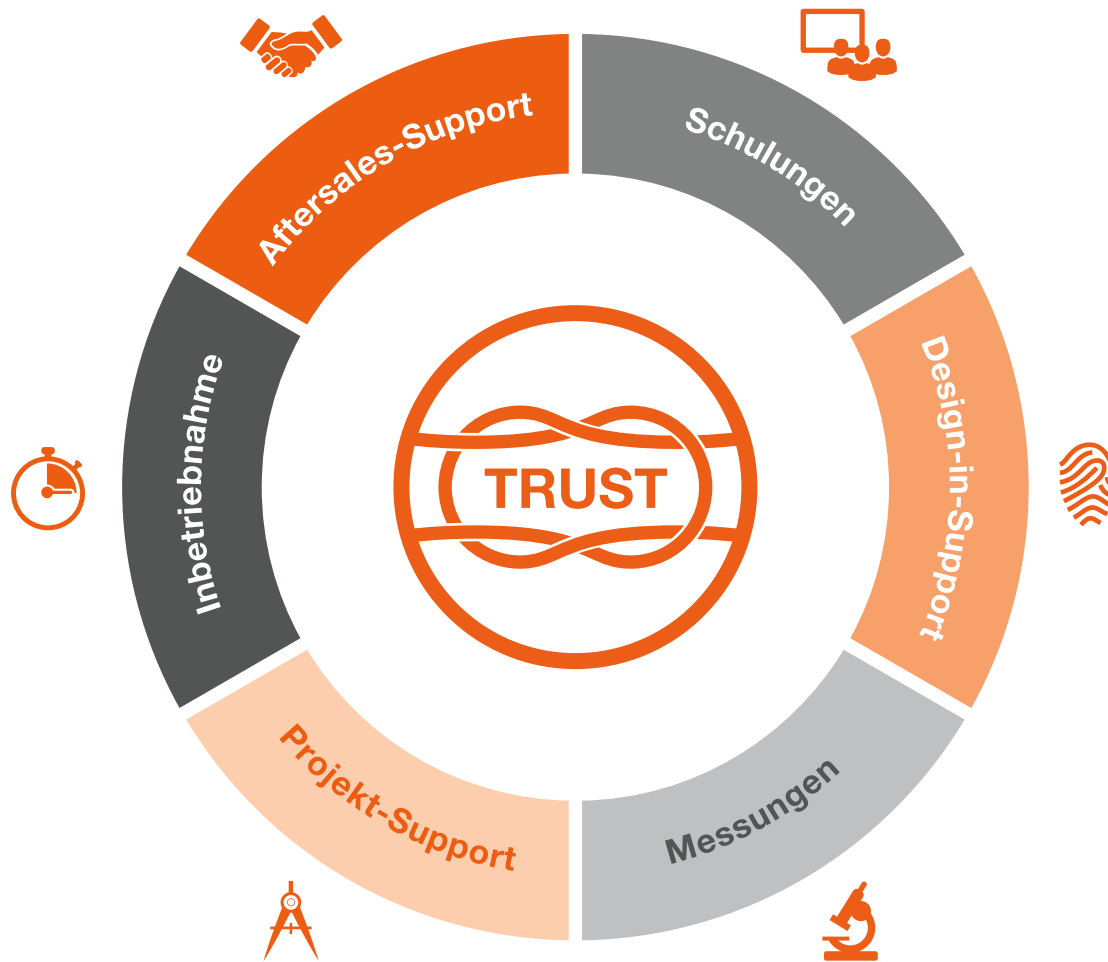 Schulungen
Design-in-Support
Messungen
Projekt-Support
Inbetriebnahme
Aftersales-Support
TRUST